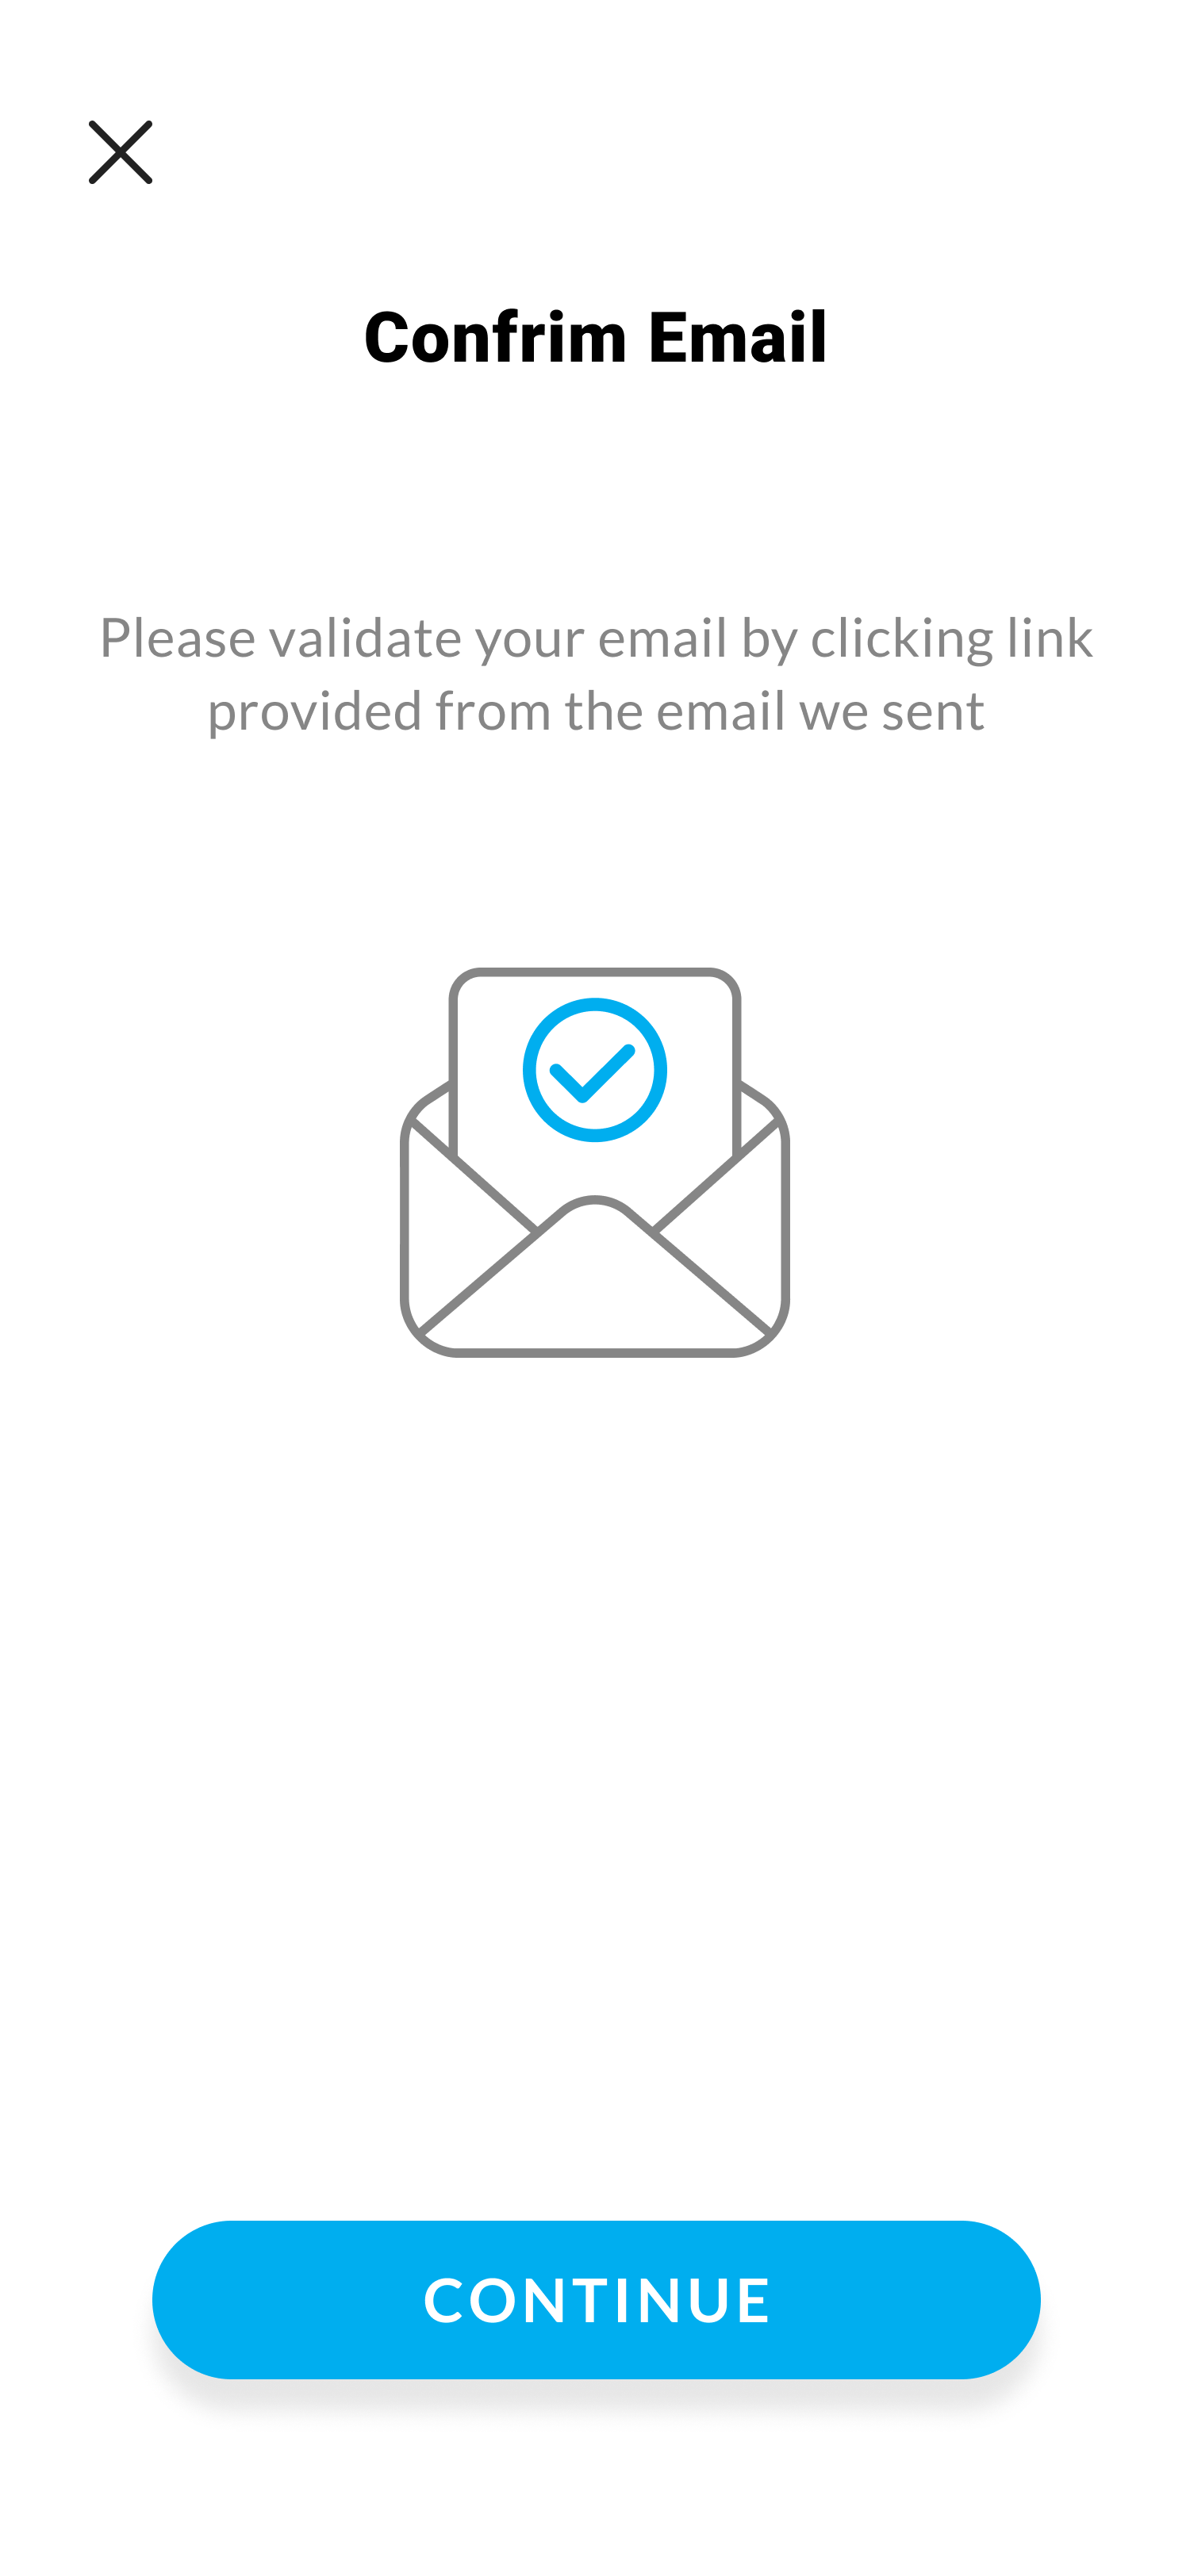 Confrim Email
Please validate your email by clicking link
provided from the email we sent
CONTINUE